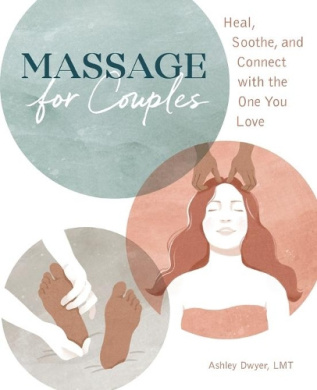 MASSAGE
for Couples
Heal,
Soothe, and
Connect
with the
One You
Love
Ashley Dwyer, LMT